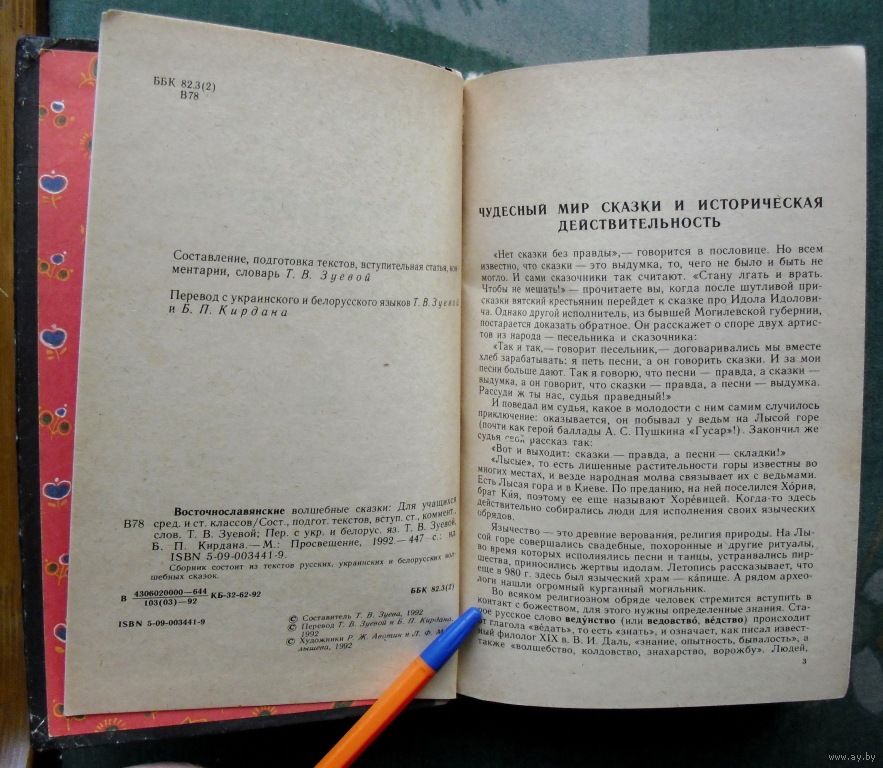 ББК 82.3(2)
В78
Составление, подготовка текстов, вступительная статья, ком
ментарии, словарь Т. В. Зуевой
Перевод с украинского и белорусского языков Т. В. Зуевой
и Б. П. Кирдана
Восточнославянские волшебные сказки: Для учащихся
В78 сред. и ст. классов/Сост., подгот. текстов, вступ. ст., коммент.,
слов. Т. В. Зуевой; Пер. с укр. и белорус. яз. Т. В. Зуевой,
Б. П. Кирдана.— М.: Просвещение, 1992 — 447 с.: ил
ISBN 5-09-003441-9.
Сборник состоит из текстов русских, украинских и белорусских вол-
шебных сказок.
В 4306020000—644
103(03)—92 КБ-32-62-92
ББК 82.3(2)
ISBN 5-09-003441-9
© Составитель Т. В. Зуева, 1992
© Перевод Т. В. Зуевой и Б. П. Кирдана,
1992
© Художники Р. Ж. Авотин и Л. Ф. М
лышева, 1992
ЧУДЕСНЫЙ МИР СКАЗКИ И ИСТОРИЧЕСКАЯ
ДЕЙСТВИТЕЛЬНОСТЬ
«Нет сказки без правды»,— говорится в пословице. Но всем
известно, что сказки — это выдумка, то, чего не было и быть не
могло. И сами сказочники так считают. «Стану лгать и врать.
Чтобы не мешать!» — прочитаете вы, когда после шутливой при-
сказки вятский крестьянин перейдет к сказке про Идола Идолови-
ча. Однако другой исполнитель, из бывшей Могилевской губернии,
постарается доказать обратное. Он расскажет о споре двух артис-
тов из народа — песельника и сказочника:
«Так и так,— говорит песельник,— договаривались мы вместе
хлеб зарабатывать: я петь песни, а он говорить сказки. И за мои
песни больше дают. Так я говорю, что песни — правда, а сказки —
выдумка, а он говорит, что сказки — правда, а песни — выдумка.
Рассуди ж ты нас, судья праведный!»
И поведал им судья, какое в молодости с ним самим случилось
приключение: оказывается, он побывал у ведьм на Лысой горе
(почти как герой баллады А. С. Пушкина «Гусар»!). Закончил же
судья свой рассказ так:
«Вот и выходит: сказки — правда, а песни — складки!»
«Лысые», то есть лишенные растительности горы известны во
многих местах, и везде народная молва связывает их с ведьмами.
Есть Лысая гора и в Киеве. По преданию, на ней поселился Хо́рив,
брат Ки́я, поэтому ее еще называют Хоре́вицей. Когда-то здесь
действительно собирались люди для исполнения своих языческих
обрядов.
Язычество — это древние верования, религия природы. На Лы-
сой горе совершались свадебные, похоронные и другие ритуалы,
во время которых исполнялись песни и танцы, устраивались пир-
шества, приносились жертвы идолам. Летопись рассказывает, что
еще в 980 г. здесь был языческий храм — ка́пище. А рядом архео-
логи нашли огромный курганный могильник.
Во всяком религиозном обряде человек стремится вступить в
контакт с божеством, для этого нужны определенные знания. Ста-
рое русское слово веду́нство (или ведовство́, ве́дство) происходит
от глагола «ве́дать», то есть «знать», и означает, как писал извест-
ный филолог XIX в. В. И. Даль, «знание, опытность, бывалость», а
также «волшебство, колдовство, знахарство, ворожбу». Людей,
3
www.ay.by